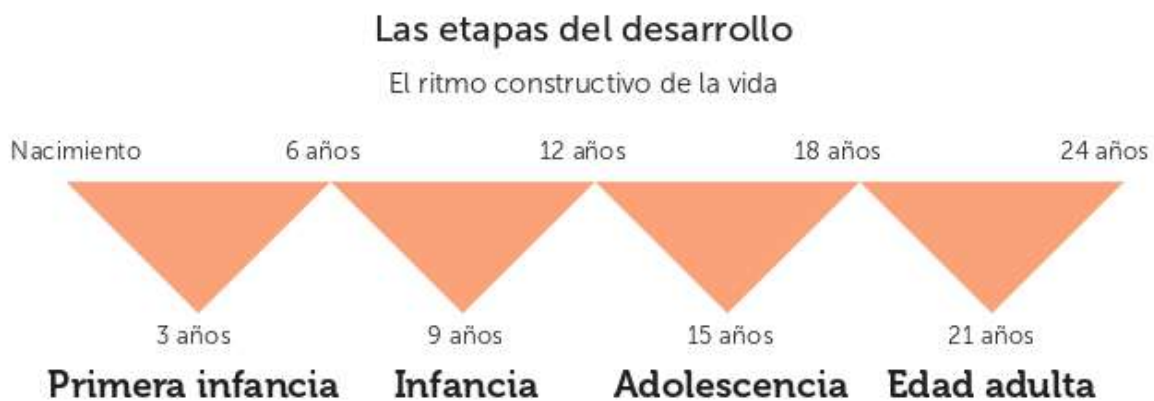 Las etapas del desarrollo
El ritmo constructivo de la vida
Nacimiento 6 años 12 años 18 años 24 años
3 años 9 años 15 años 21 años
Primera infancia Infancia Adolescencia Edad adulta